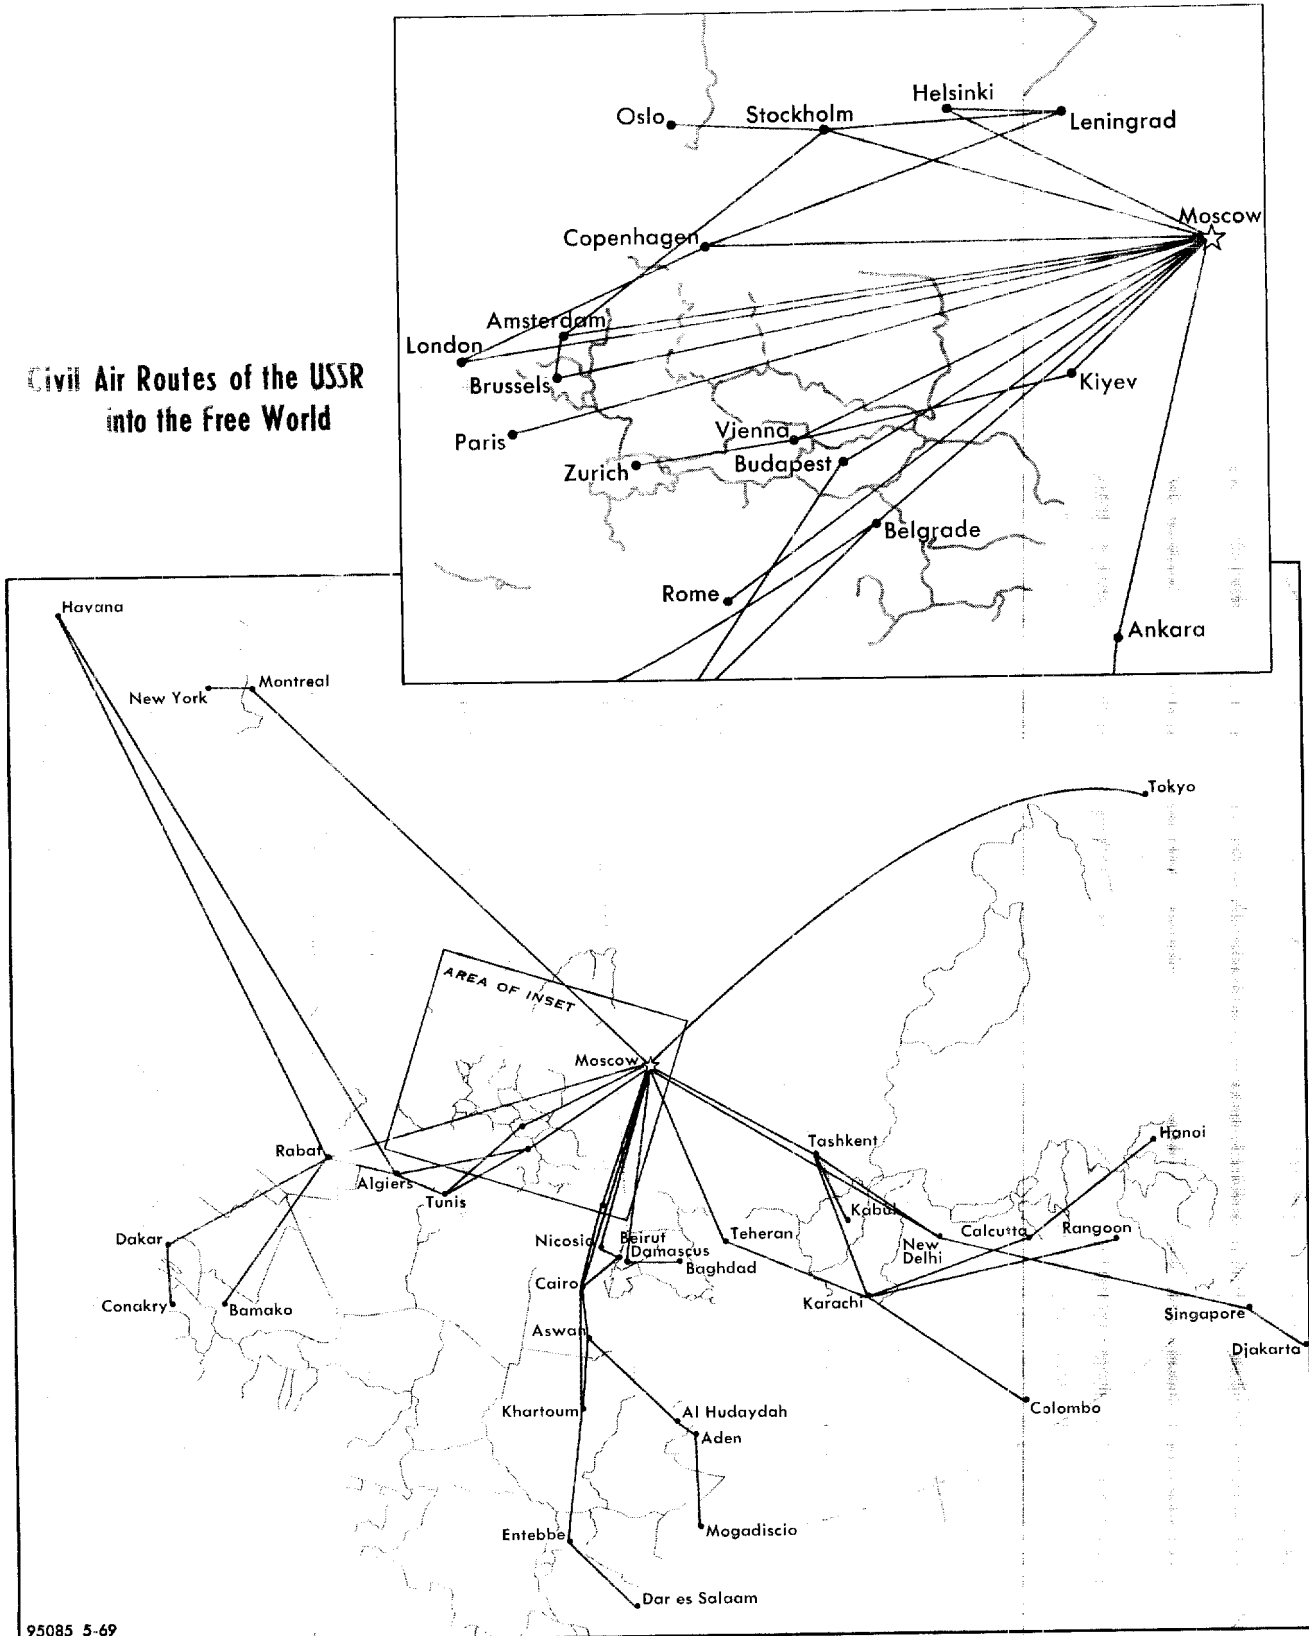 Oslo
Stockholm
Helsinki
Leningrad
Moscow
Copenhagen
Amsterdam
London
Brussels
Kiyev
Paris
Vienna
Zurich
Budapest
Belgrade
Rome
Ankara
Civil Air Routes of the USSR
into the Free World
Havana
Montreal
New York
Tokyo
AREA OF INSET
Moscow
Rabat
Algiers
Tunis
Tashkent
Hanoi
Kabul
Dakar
Nicosia
Beirut
Damascus
Baghdad
Teheran
New
Delhi
Calcutta
Rangoon
Cairo
Karachi
Conakry
Bamako
Singapore
Aswan
Djakarta
Khartoum
Al Hudaydah
Aden
Colombo
Entebbe
Mogadiscio
Dar es Salaam
95085 5-69